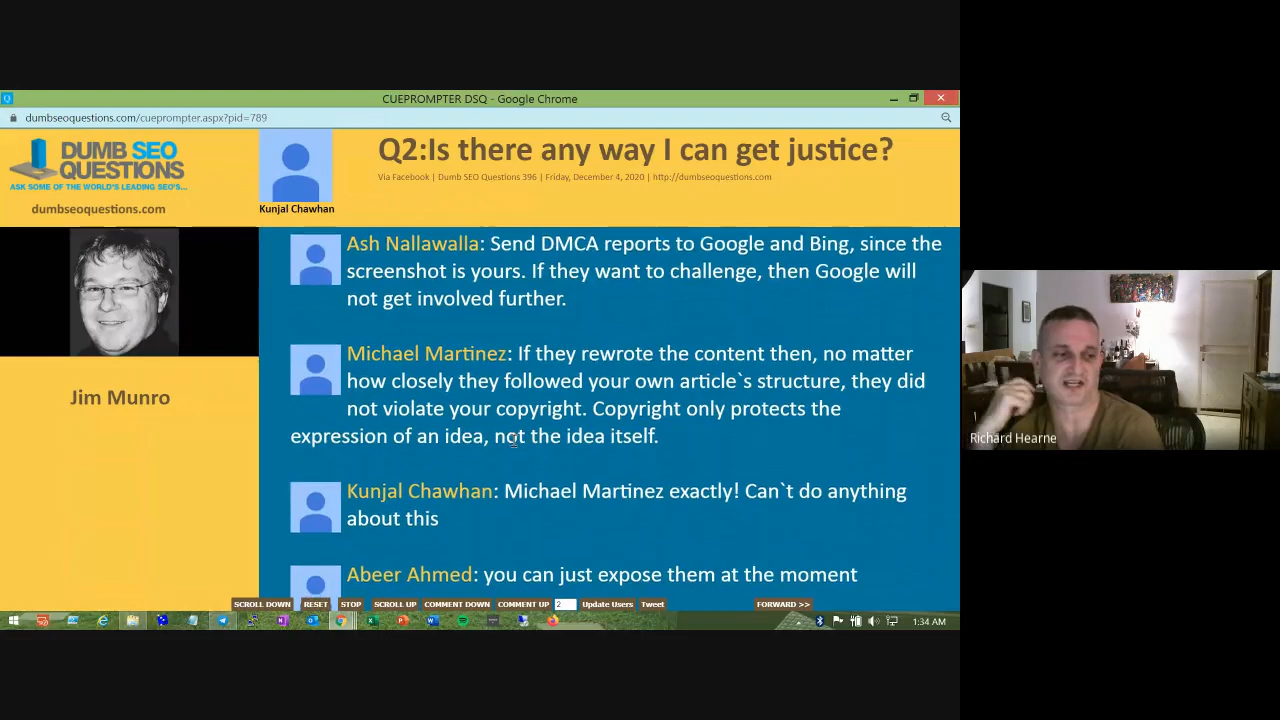 CUEPROMPTER DSQ - Google Chrome
dumbseoquestions.com/cueprompter.aspx?pid=789
DUMB SEO
QUESTIONS
ASK SOME OF THE WORLD'S LEADING SEO'S...
dumbseoquestions.com
Kunjal Chawhan
Q2:Is there any way I can get justice?
Via Facebook | Dumb SEO Questions 396 | Friday, December 4, 2020 | http://dumbseoquestions.com
Jim Munro
Ash Nallawalla: Send DMCA reports to Google and Bing, since the
screenshot is yours. If they want to challenge, then Google will
not get involved further.
Michael Martinez: If they rewrote the content then, no matter
how closely they followed your own article`s structure, they did
not violate your copyright. Copyright only protects the
expression of an idea, not the idea itself.
Kunjal Chawhan: Michael Martinez exactly! Can`t do anything
about this
Abeer Ahmed: you can just expose them at the moment
SCROLL DOWN RESET STOP SCROLL UP COMMENT DOWN COMMENT UP 2 Update Users Tweet FORWARD >>
1:34 AM
Richard Hearne